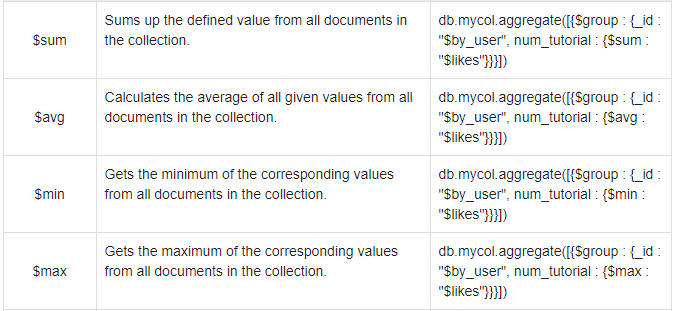 $sum
Sums up the defined value from all documents in
the collection.
db.mycol.aggregate([{$group : {_id :
"$by_user", num_tutorial : {$sum :
"$likes"}}}])
$avg
Calculates the average of all given values from all
documents in the collection.
db.mycol.aggregate([{$group : {_id :
"$by_user", num_tutorial : {$avg :
"$likes"}}}])
$min
Gets the minimum of the corresponding values
from all documents in the collection.
db.mycol.aggregate([{$group : {_id :
"$by_user", num_tutorial : {$min :
"$likes"}}}])
$max
Gets the maximum of the corresponding values
from all documents in the collection.
db.mycol.aggregate([{$group : {_id :
"$by_user", num_tutorial : {$max :
"$likes"}}}])